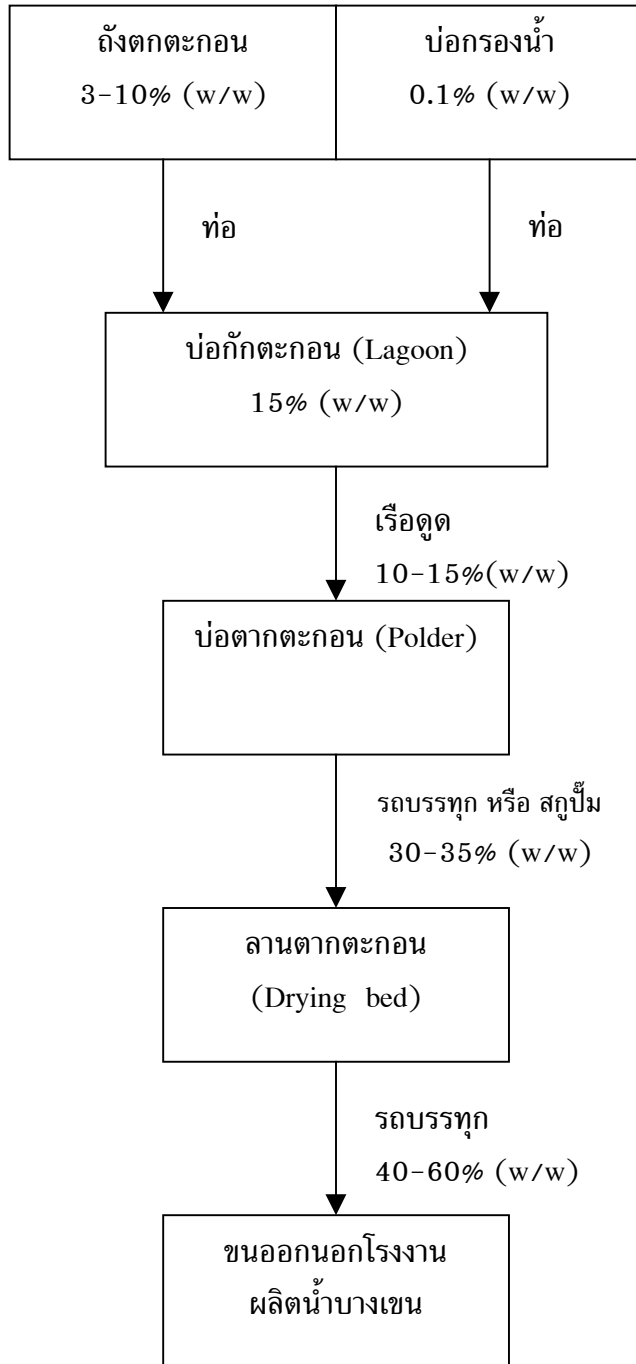 ถังตกตะกอน
3-10% (w/w)
บ่อกรองน้ำ
0.1% (w/w)
ท่อ
ท่อ
บ่อกักตะกอน (Lagoon)
15% (w/w)
เรือดูด
10-15%(w/w)
บ่อตากตะกอน (Polder)
รถบรรทุก หรือ สกูปั๊ม
30-35% (w/w)
ลานตากตะกอน
(Drying bed)
รถบรรทุก
40-60% (w/w)
ขนออกนอกโรงงาน
ผลิตน้ำบางเขน